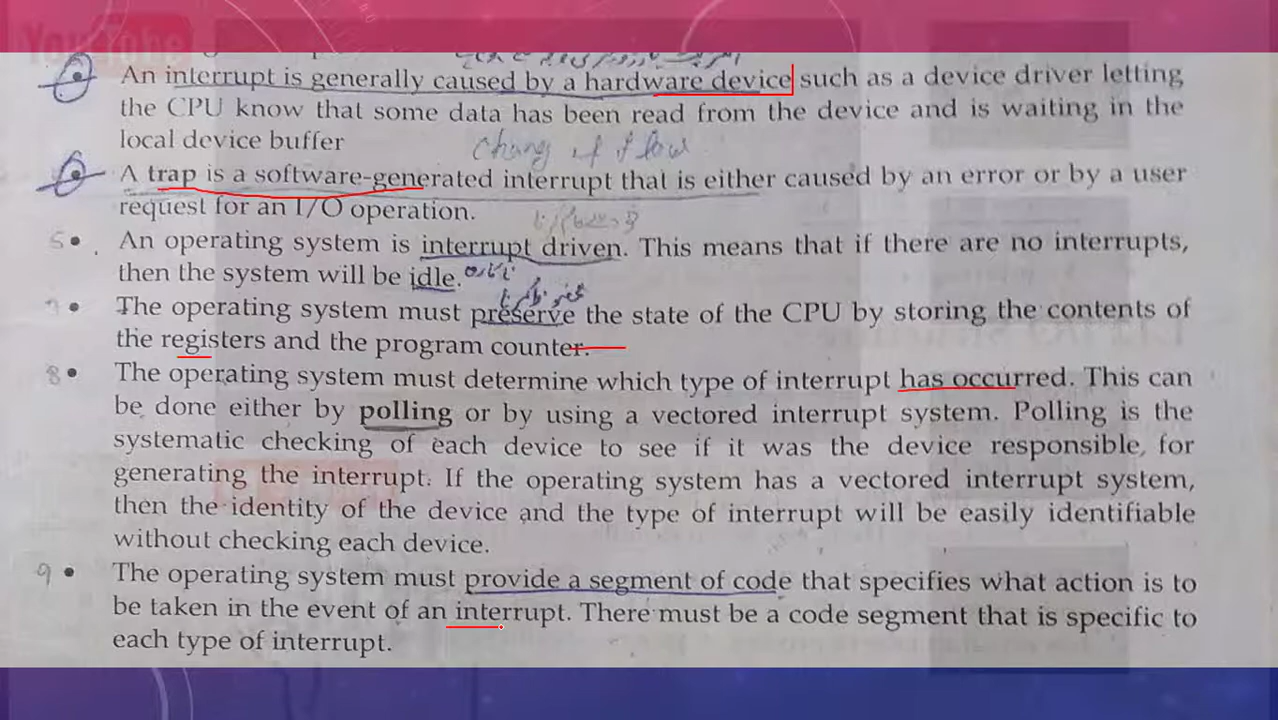 YouTube
An interrupt is generally caused by a hardware device such as a device driver letting
the CPU know that some data has been read from the device and is waiting in the
local device buffer
A trap is a software-generated interrupt that is either caused by an error or by a user
request for an I/O operation.
5 • An operating system is interrupt driven. This means that if there are no interrupts,
then the system will be idle.
• The operating system must preserve the state of the CPU by storing the contents of
the registers and the program counter.
8 • The operating system must determine which type of interrupt has occurred. This can
be done either by polling or by using a vectored interrupt system. Polling is the
systematic checking of each device to see if it was the device responsible for
generating the interrupt. If the operating system has a vectored interrupt system,
then the identity of the device and the type of interrupt will be easily identifiable
without checking each device.
9 • The operating system must provide a segment of code that specifies what action is to
be taken in the event of an interrupt. There must be a code segment that is specific to
each type of interrupt.